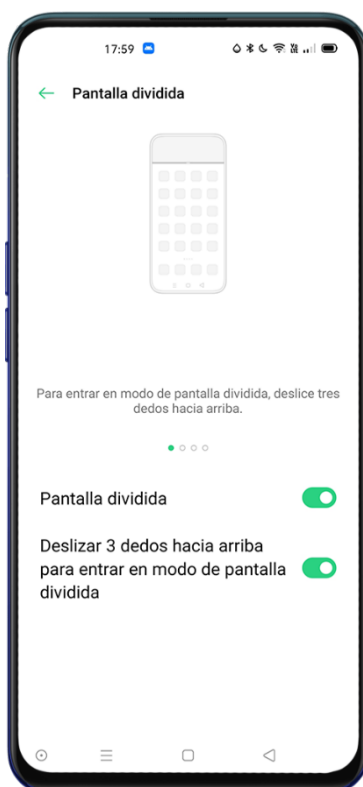 17:59
Pantalla dividida
Para entrar en modo de pantalla dividida, deslice tres
dedos hacia arriba.
Pantalla dividida
Deslizar 3 dedos hacia arriba
para entrar en modo de pantalla
dividida